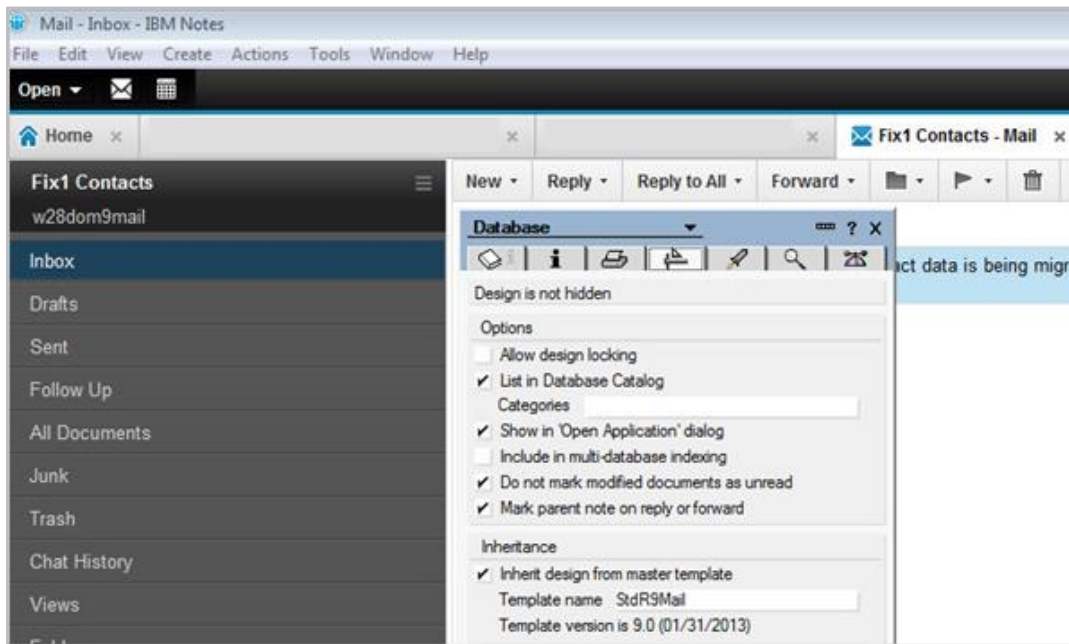 Mail - Inbox - IBM Notes
File Edit View Create Actions Tools Window Help
Open
Home Fix1 Contacts - Mail
Fix1 Contacts
w28dom9mail
New Reply Reply to All Forward
Database ? X
Inbox
act data is being migr
Design is not hidden
Drafts
Options
Sent
Allow design locking
List in Database Catalog
Follow Up
Categories
All Documents
Show in 'Open Application' dialog
Include in multi-database indexing
Junk
Do not mark modified documents as unread
Trash
Mark parent note on reply or forward
Chat History
Inheritance
Inherit design from master template
Views
Template name StdR9Mail
Template version is 9.0 (01/31/2013)